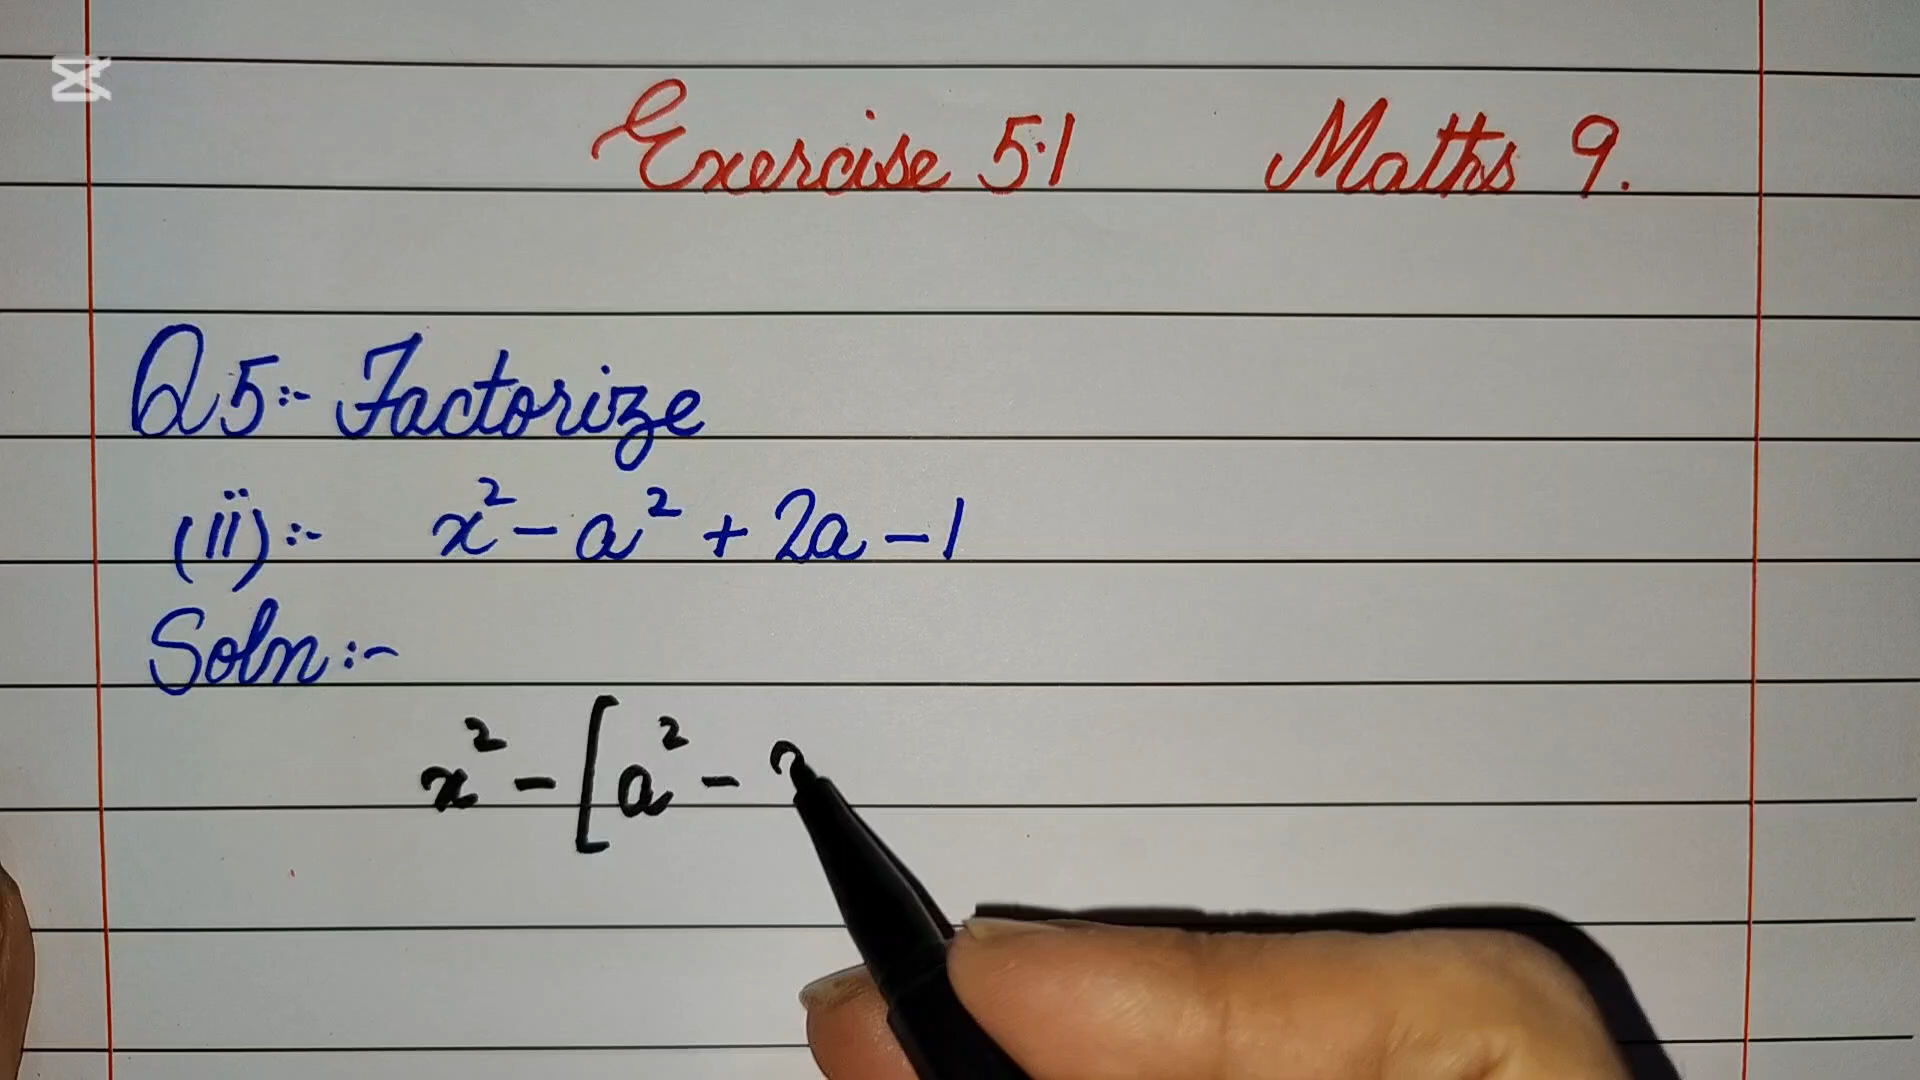 Exercise 5.1 Maths 9.
Q5:- Factorize
(ii):- x² - a² + 2a - 1
Soln:-
x² - [a² -